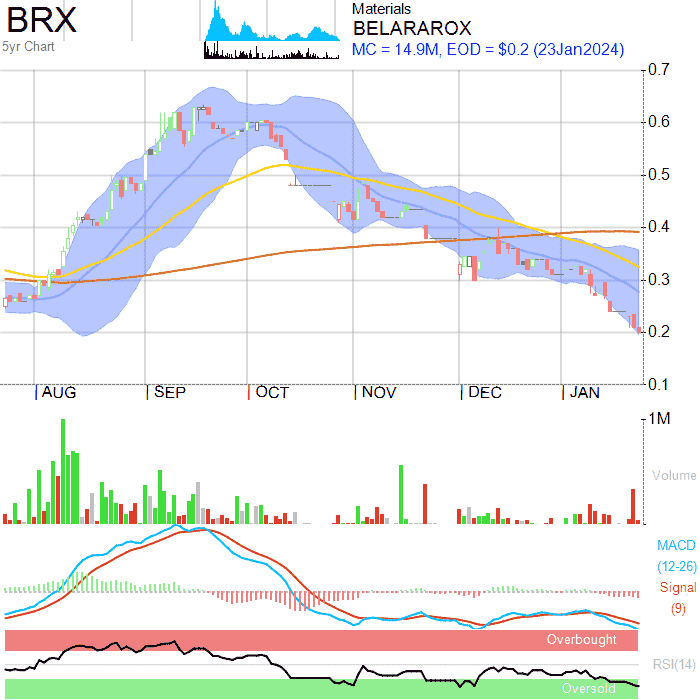 BRX
5yr Chart
Materials
BELARAROX
MC = 14.9M, EOD = $0.2 (23Jan2024)
0.7
0.6
0.5
0.4
0.3
0.2
0.1
AUG SEP OCT NOV DEC JAN
1M
Volume
MACD
(12-26)
Signal
(9)
Overbought
RSI(14)
Oversold